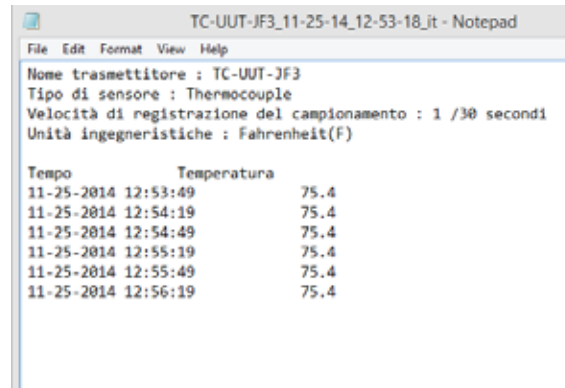 TC-UUT-JF3_11-25-14_12-53-18_it - Notepad
File Edit Format View Help
Nome trasmettitore : TC-UUT-JF3
Tipo di sensore : Thermocouple
Velocità di registrazione del campionamento : 1 /30 secondi
Unità ingegneristiche : Fahrenheit(F)
Tempo Temperatura
11-25-2014 12:53:49 75.4
11-25-2014 12:54:19 75.4
11-25-2014 12:54:49 75.4
11-25-2014 12:55:19 75.4
11-25-2014 12:55:49 75.4
11-25-2014 12:56:19 75.4